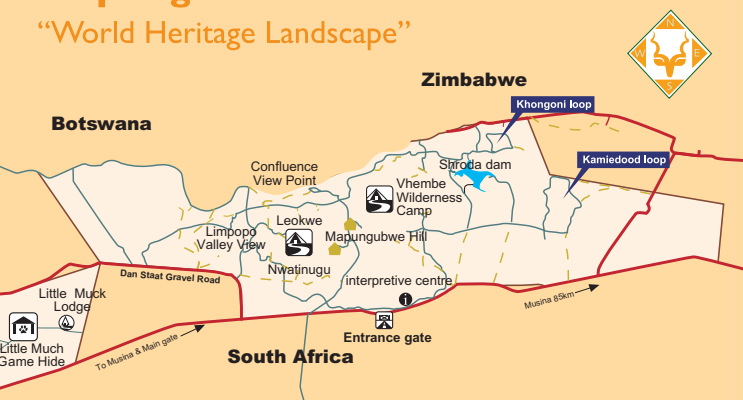 “World Heritage Landscape”
N
W
E
S
Zimbabwe
Khongoni loop
Botswana
Kamiedood loop
Shroda dam
Confluence
View Point
Vhembe
Wilderness
Camp
Leokwe
Limpopo
Valley View
Mapungubwe Hill
Nwatinugu
Dan Staat Gravel Road
interpretive centre
i
Little Muck
Lodge
Musina 85km
Little Much
Game Hide
To Musina & Main gate
Entrance gate
South Africa